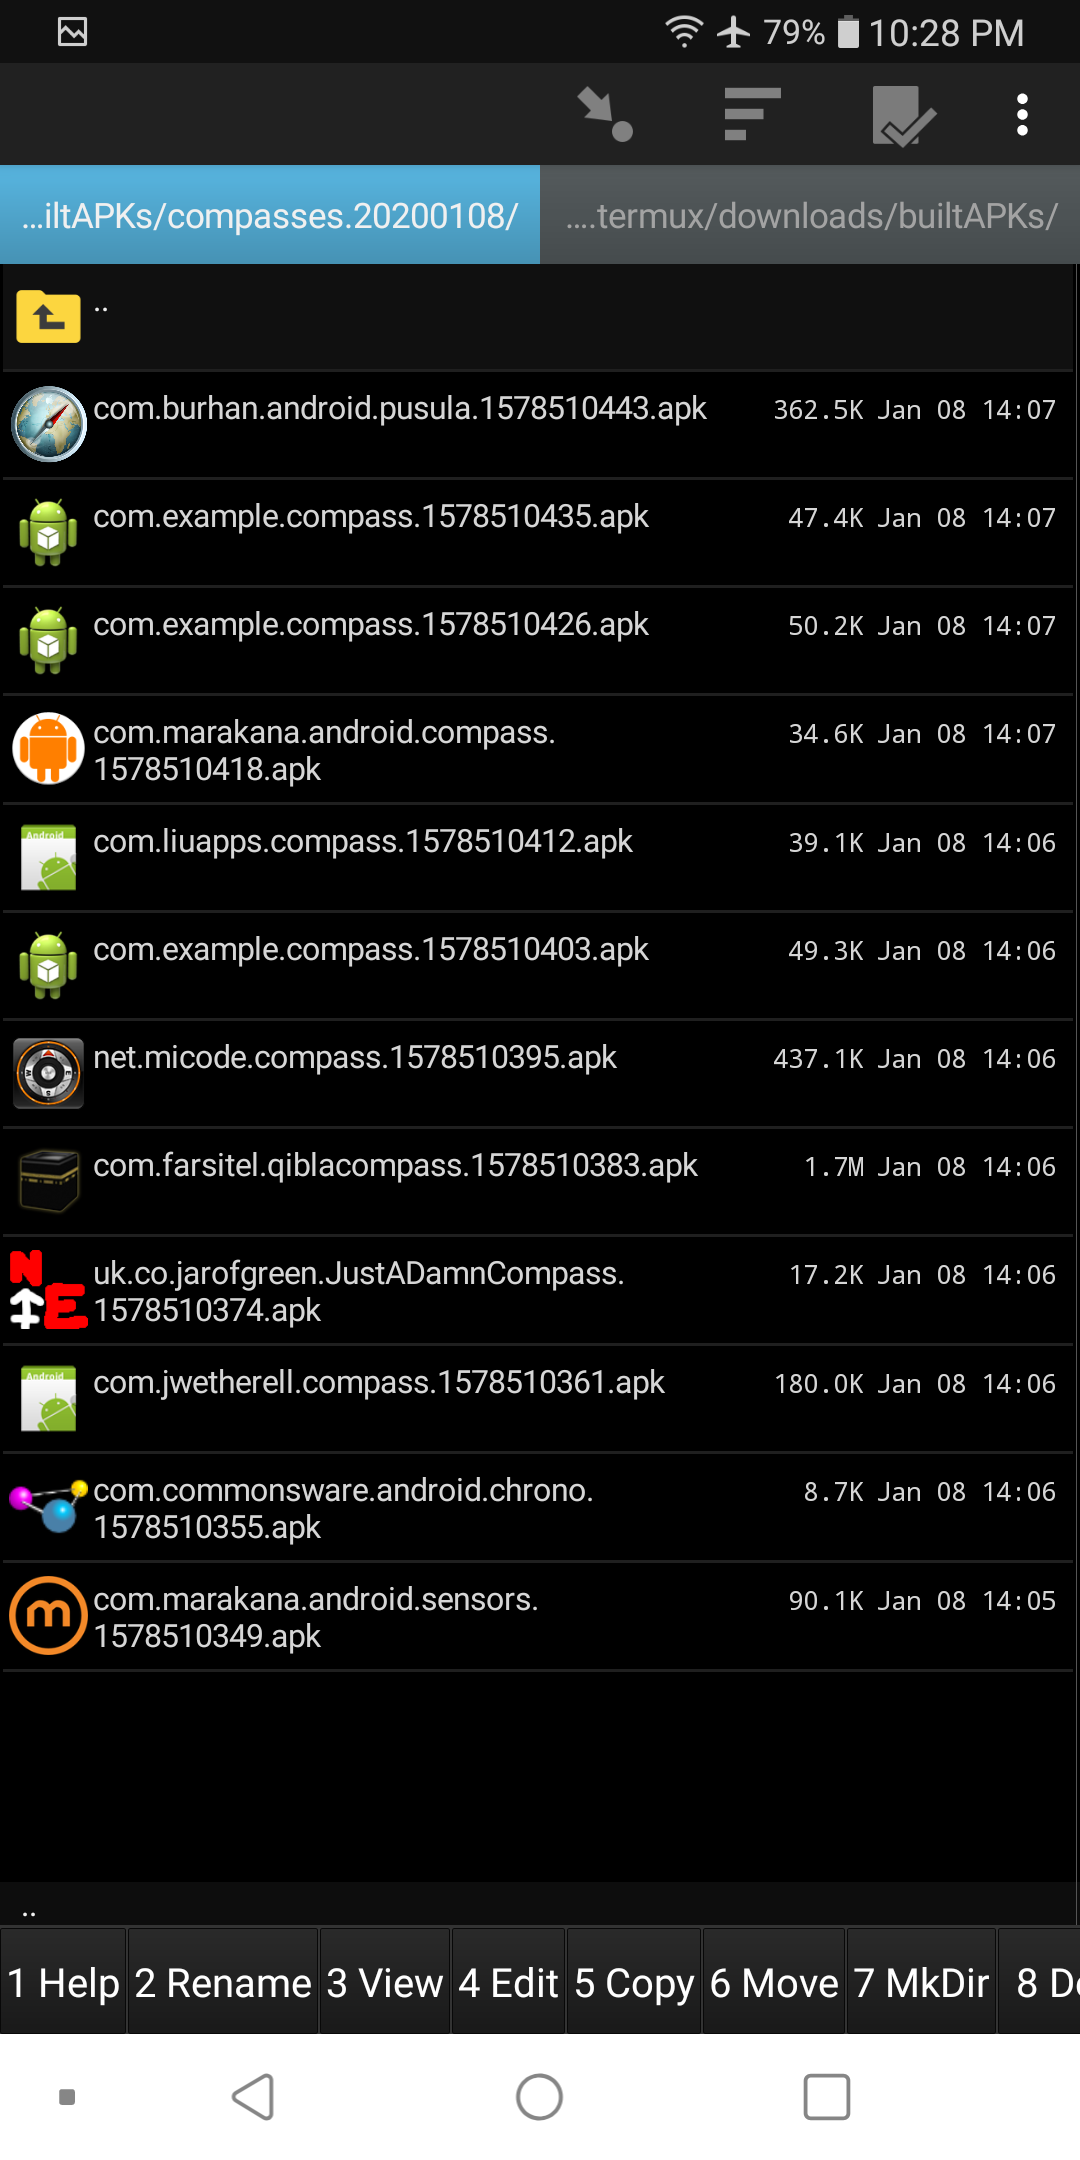 79% 10:28 PM
...iltAPKs/compasses.20200108/ ....termux/downloads/builtAPKs/
..
com.burhan.android.pusula.1578510443.apk 362.5K Jan 08 14:07
com.example.compass.1578510435.apk 47.4K Jan 08 14:07
com.example.compass.1578510426.apk 50.2K Jan 08 14:07
com.marakana.android.compass. 34.6K Jan 08 14:07
1578510418.apk
Android
com.liuapps.compass.1578510412.apk 39.1K Jan 08 14:06
com.example.compass.1578510403.apk 49.3K Jan 08 14:06
net.micode.compass.1578510395.apk 437.1K Jan 08 14:06
com.farsitel.qiblacompass.1578510383.apk 1.7M Jan 08 14:06
N
E
uk.co.jarofgreen.JustADamnCompass. 17.2K Jan 08 14:06
1578510374.apk
Android
com.jwetherell.compass.1578510361.apk 180.0K Jan 08 14:06
com.commonsware.android.chrono. 8.7K Jan 08 14:06
1578510355.apk
m
com.marakana.android.sensors. 90.1K Jan 08 14:05
1578510349.apk
..
1 Help 2 Rename 3 View 4 Edit 5 Copy 6 Move 7 MkDir 8 De